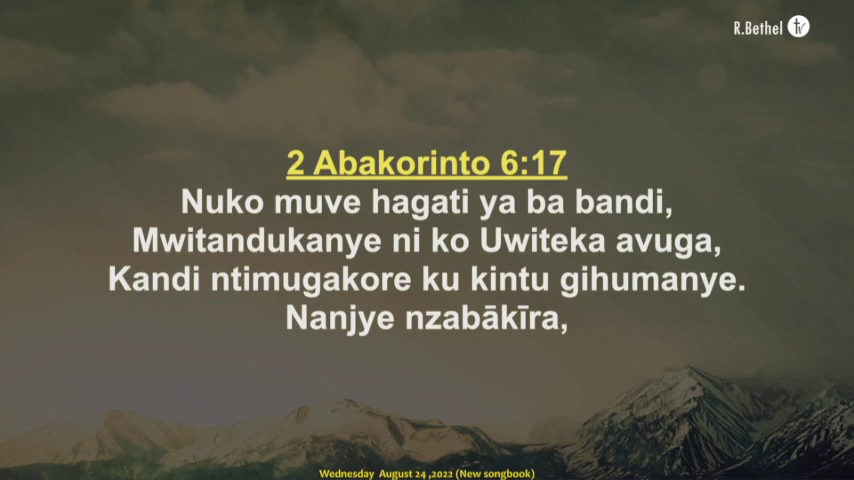 R.Bethel tv
2 Abakorinto 6:17
Nuko muve hagati ya ba bandi,
Mwitandukanye ni ko Uwiteka avuga,
Kandi ntimugakore ku kintu gihumanye.
Nanjye nzabākīra,
Wednesday August 24 ,2022 (New songbook)